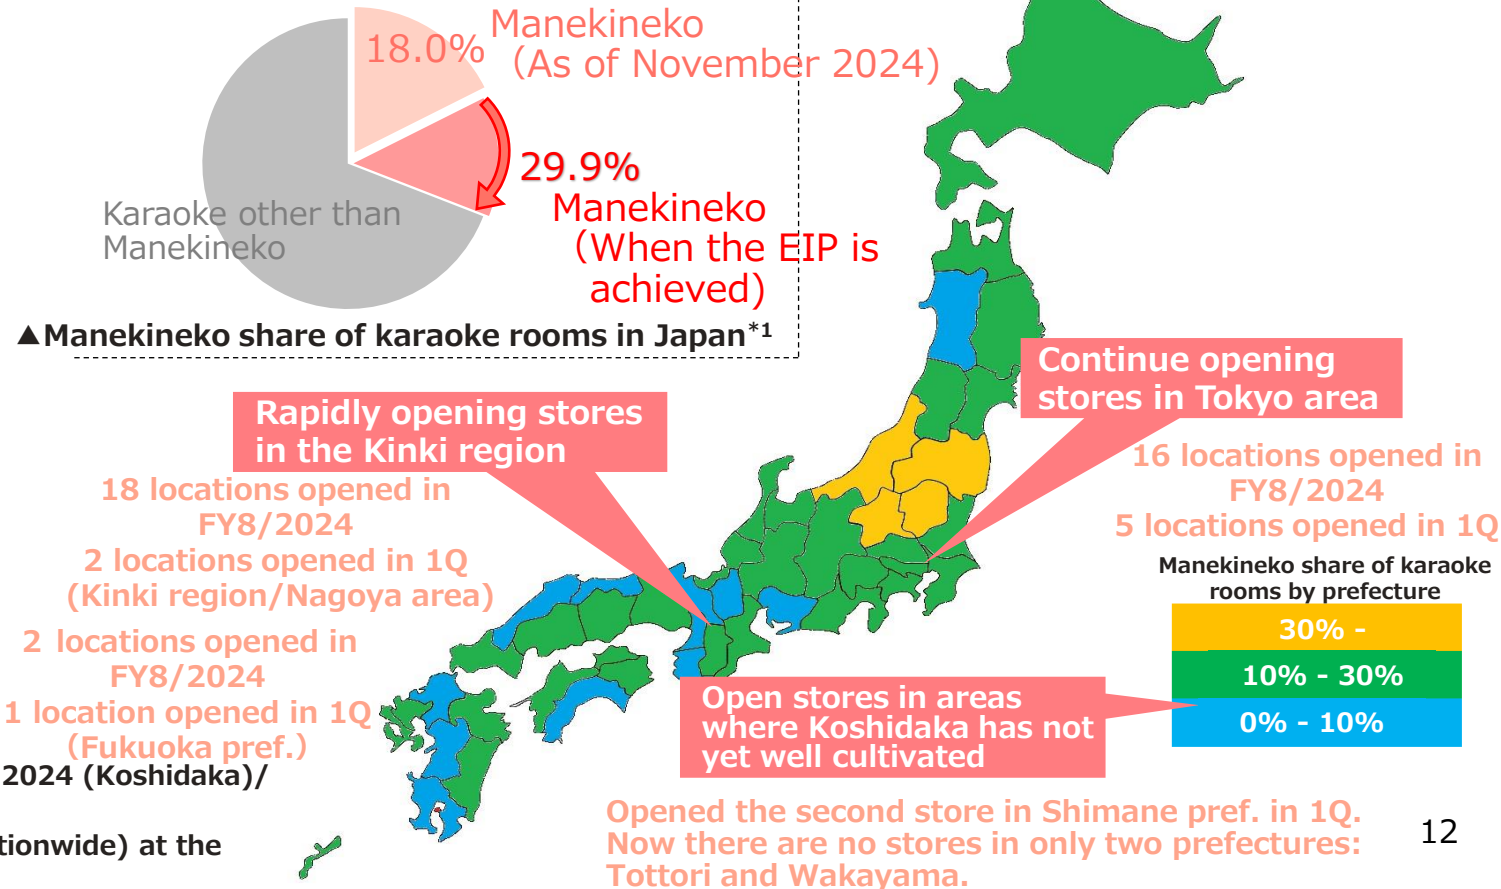 18.0%
Manekineko
（As of November 2024)
29.9%
Manekineko
（When the EIP is
achieved)
Karaoke other than
Manekineko
▲Manekineko share of karaoke rooms in Japan*1
Rapidly opening stores
in the Kinki region
18 locations opened in
FY8/2024
2 locations opened in 1Q
(Kinki region/Nagoya area)
2 locations opened in
FY8/2024
1 location opened in 1Q
（Fukuoka pref.）
2024 (Koshidaka)/
tionwide) at the
Continue opening
stores in Tokyo area
16 locations opened in
FY8/2024
5 locations opened in 1Q
Manekineko share of karaoke
rooms by prefecture
30% -
10% - 30%
0% - 10%
Open stores in areas
where Koshidaka has not
yet well cultivated
Opened the second store in Shimane pref. in 1Q.
Now there are no stores in only two prefectures:
Tottori and Wakayama.
12